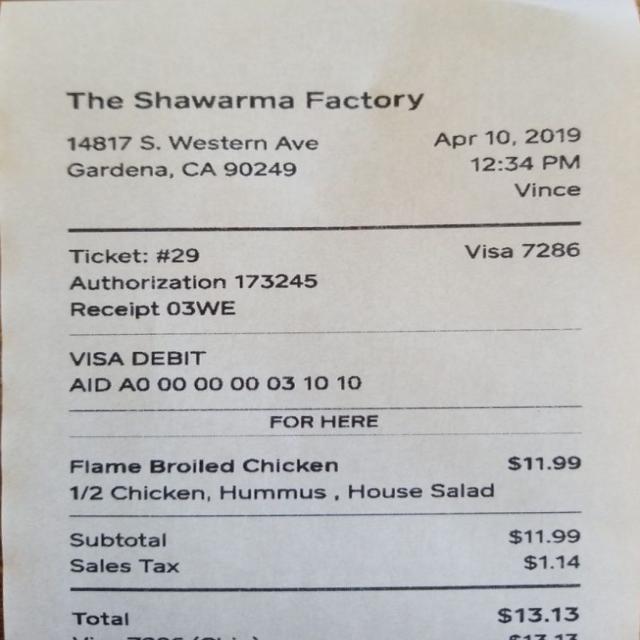 The Shawarma Factory
14817 S. Western Ave
Gardena, CA 90249
Apr 10, 2019
12:34 PM
Vince
Ticket: #29
Visa 7286
Authorization 173245
Receipt 03WE
VISA DEBIT
AID A0 00 00 00 03 10 10
FOR HERE
Flame Broiled Chicken $11.99
1/2 Chicken, Hummus , House Salad
Subtotal $11.99
Sales Tax $1.14
Total $13.13